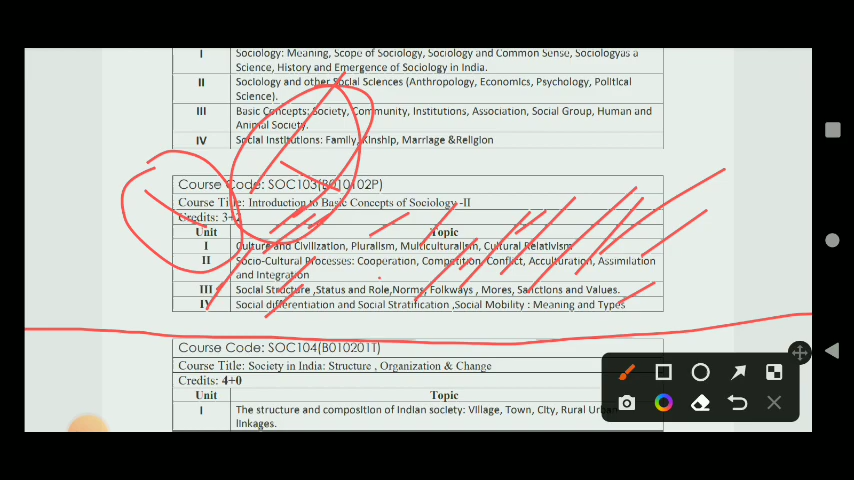 I Sociology: Meaning, Scope of Sociology, Sociology and Common Sense, Sociologyas a
Science, History and Emergence of Sociology in India.
II Sociology and other Social Sciences (Anthropology, Economics, Psychology, Political
Science).
III Basic Concepts: Society, Community, Institutions, Association, Social Group, Human and
Animal Society.
IV Social Institutions: Family, Kinship, Marriage &Religion
Course Code: SOC103(B010102P)
Course Title: Introduction to Basic Concepts of Sociology -II
Credits: 3+2
Unit Topic
I Culture and Civilization, Pluralism, Multiculturalism, Cultural Relativism
II Socio-Cultural Processes: Cooperation, Competition, Conflict, Acculturation, Assimilation
and Integration
III Social Structure ,Status and Role,Norms, Folkways , Mores, Sanctions and Values.
IV Social differentiation and Social Stratification ,Social Mobility : Meaning and Types
Course Code: SOC104(B010201T)
Course Title: Society in India: Structure , Organization & Change
Credits: 4+0
Unit Topic
I The structure and composition of Indian society: Village, Town, City, Rural Urban
linkages.